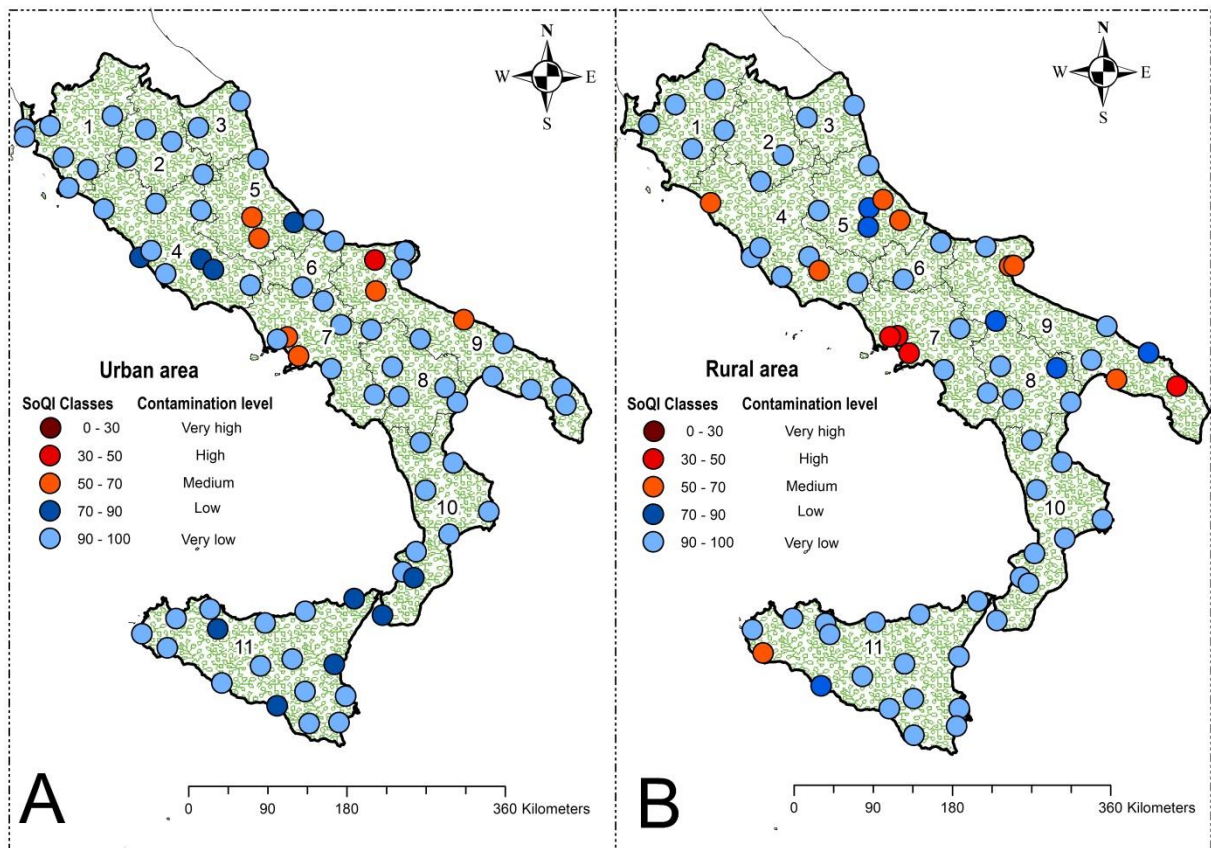 N
W E
S
1
2
3
4
5
6
7
8
9
10
11
Urban area
SoQI Classes Contamination level
0 - 30 Very high
30 - 50 High
50 - 70 Medium
70 - 90 Low
90 - 100 Very low
A
0 90 180 360 Kilometers
N
W E
S
1
2
3
4
5
6
7
8
9
10
11
Rural area
SoQI Classes Contamination level
0 - 30 Very high
30 - 50 High
50 - 70 Medium
70 - 90 Low
90 - 100 Very low
B
0 90 180 360 Kilometers